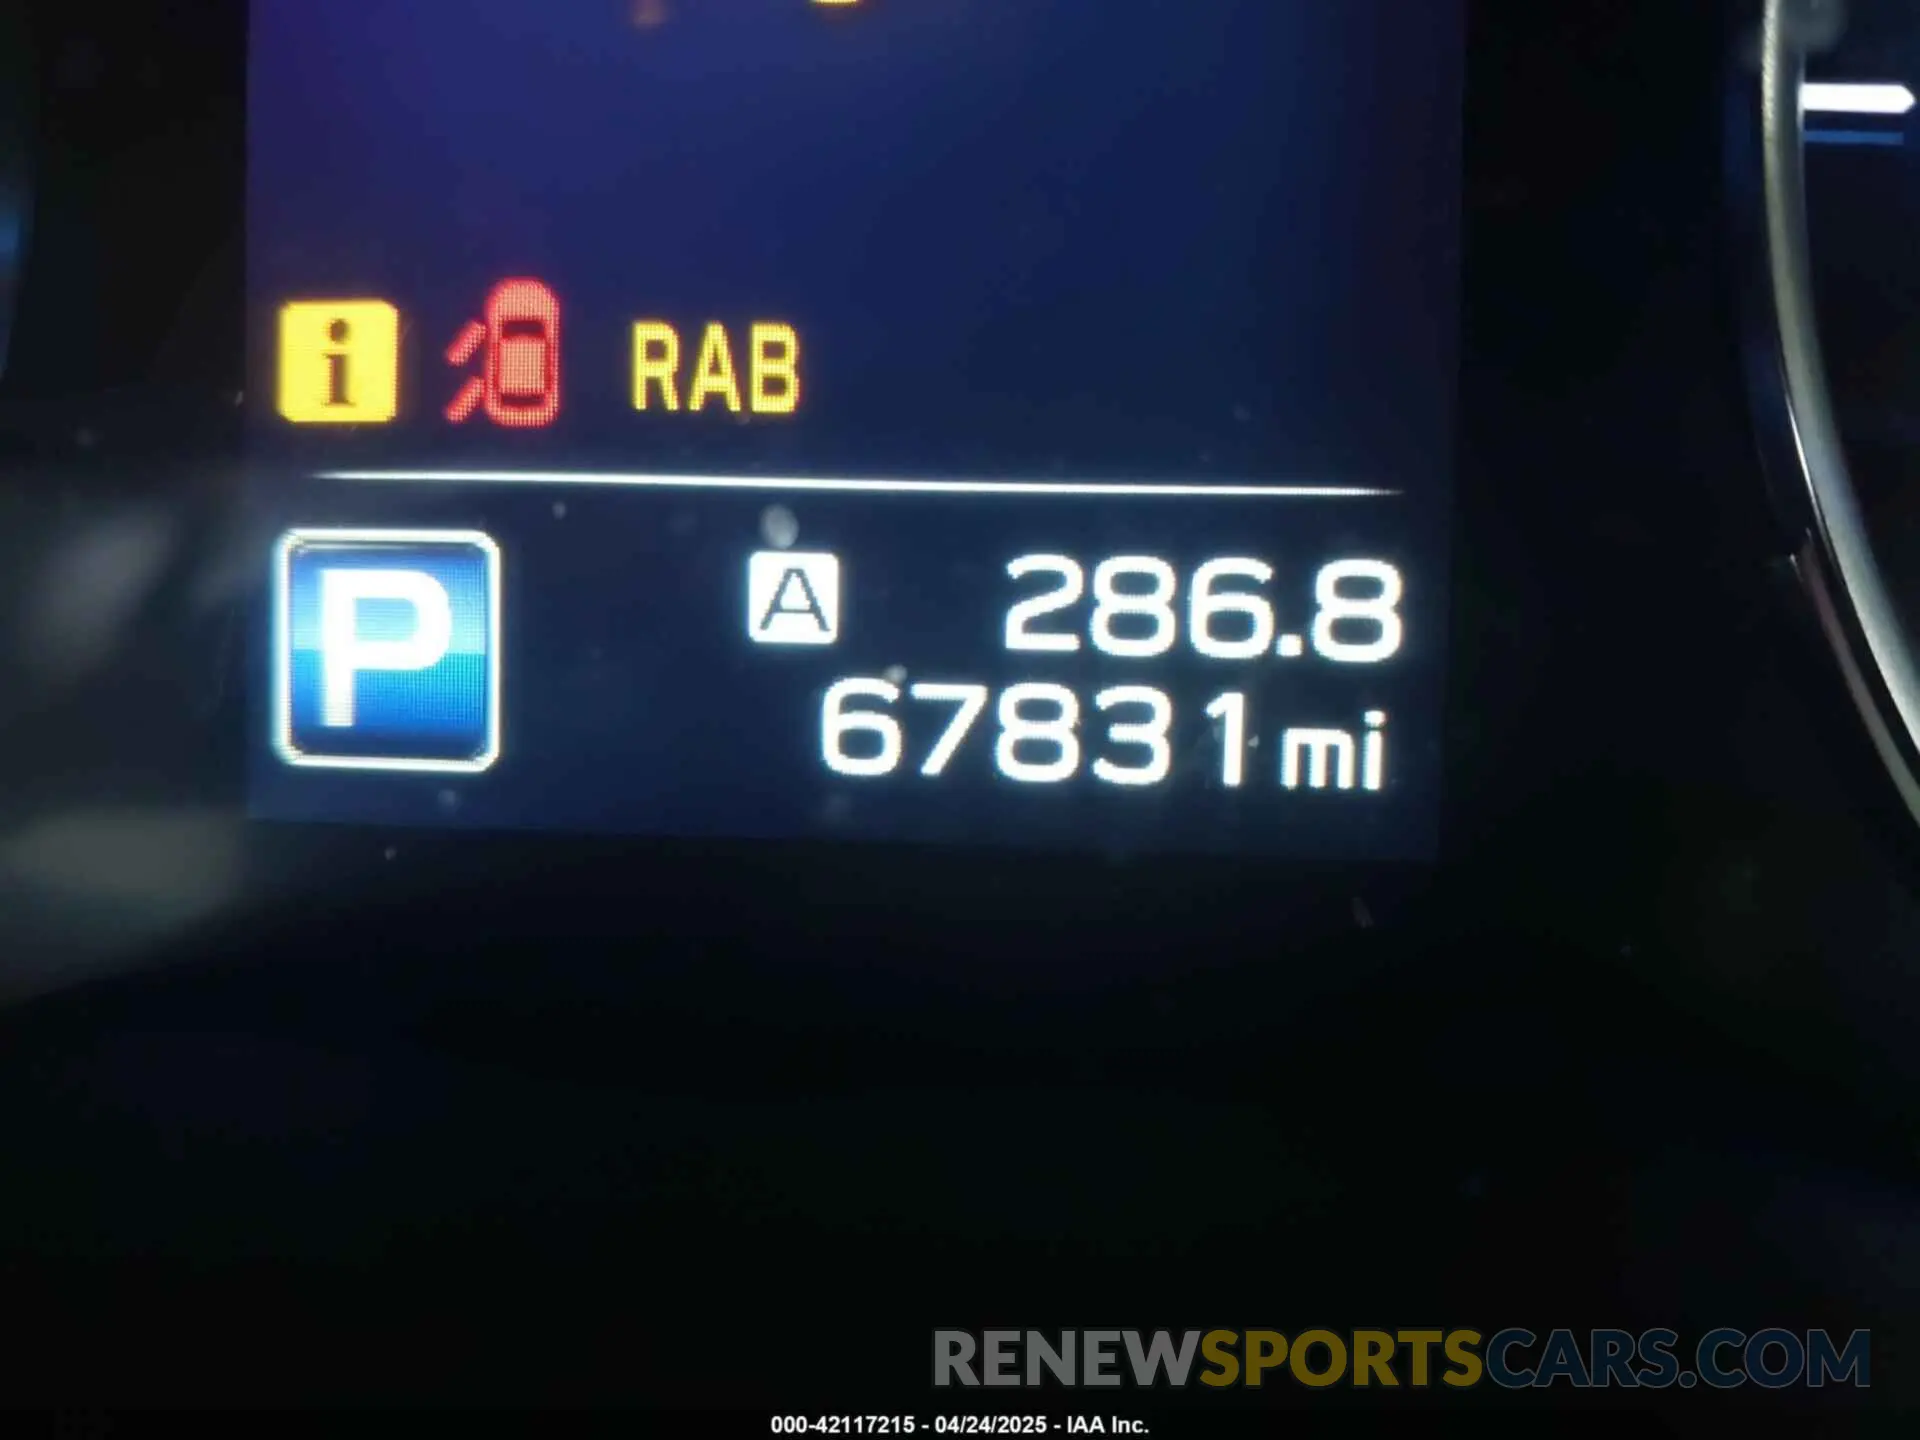 i RAB
P A 286.8
67831 mi
RENEWSPORTSCARS.COM
000-42117215 - 04/24/2025 - IAA Inc.